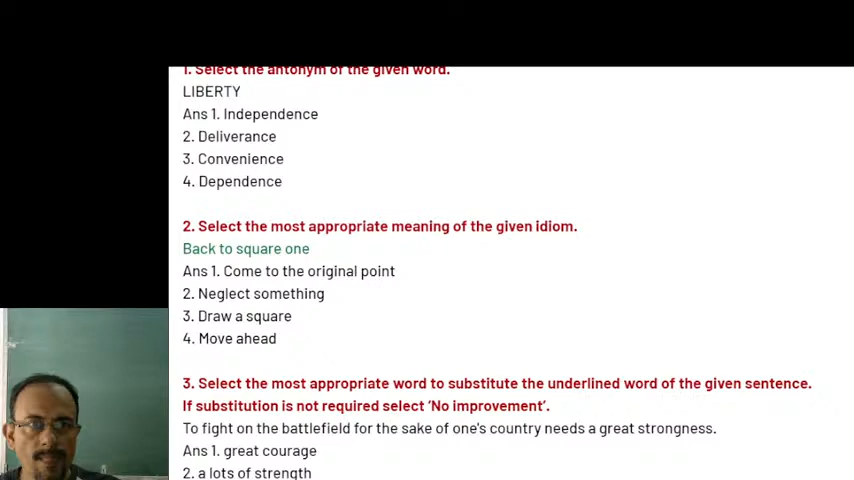 1. Select the antonym of the given word.
LIBERTY
Ans 1. Independence
2. Deliverance
3. Convenience
4. Dependence
2. Select the most appropriate meaning of the given idiom.
Back to square one
Ans 1. Come to the original point
2. Neglect something
3. Draw a square
4. Move ahead
3. Select the most appropriate word to substitute the underlined word of the given sentence.
If substitution is not required select ‘No improvement’.
To fight on the battlefield for the sake of one's country needs a great strongness.
Ans 1. great courage
2. a lots of strength